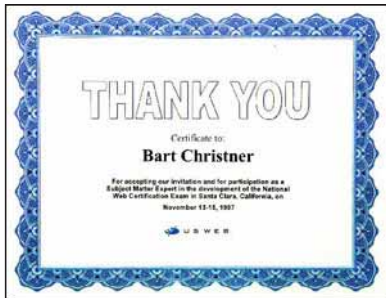 THANK YOU
Certificate to:
Bart Christner
For accepting our invitation and for participation as a
Subject Matter Expert in the development of the National
Web Certification Exam in Santa Clara, California, on
November 13-15, 1997
USWEB